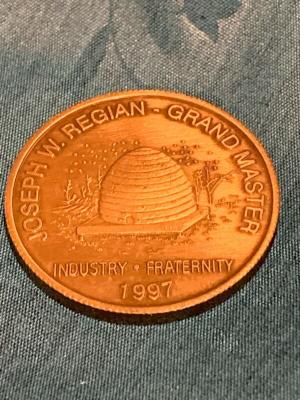 JOSEPH W. REGIAN - GRAND MASTER
INDUSTRY • FRATERNITY
1997